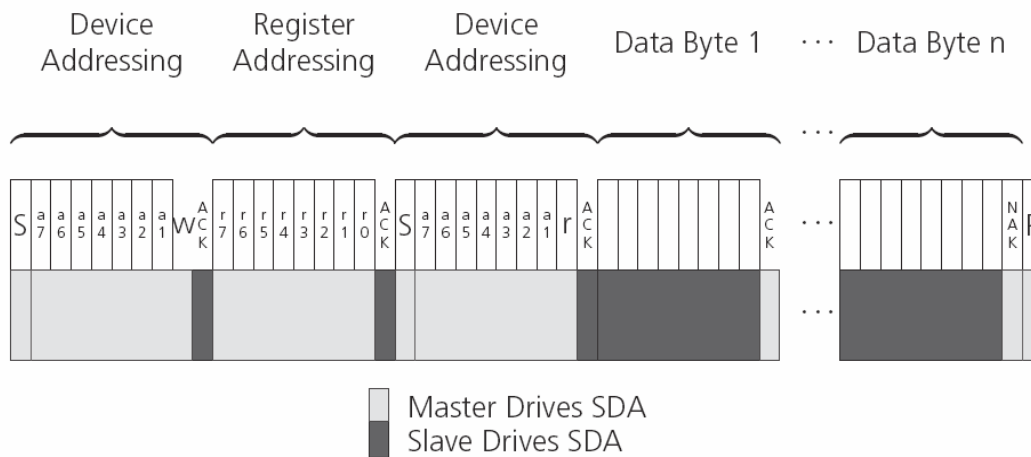 Device Addressing
Register Addressing
Device Addressing
Data Byte 1
...
Data Byte n
...
S a7 a6 a5 a4 a3 a2 a1 w ACK r7 r6 r5 r4 r3 r2 r1 r0 ACK S a7 a6 a5 a4 a3 a2 a1 r ACK ACK ... NAK P
...
Master Drives SDA
Slave Drives SDA